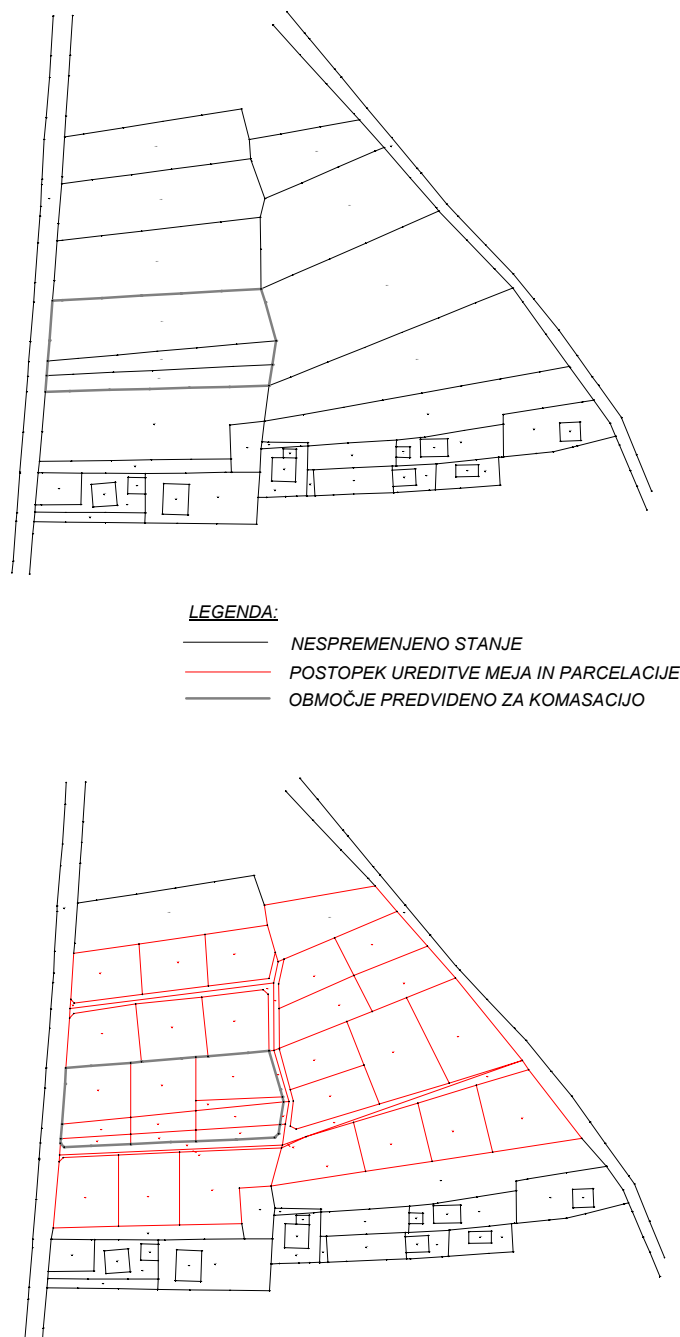 LEGENDA:
NESPREMENJENO STANJE
POSTOPEK UREDITVE MEJA IN PARCELACIJE
OBMOČJE PREDVIDENO ZA KOMASACIJO